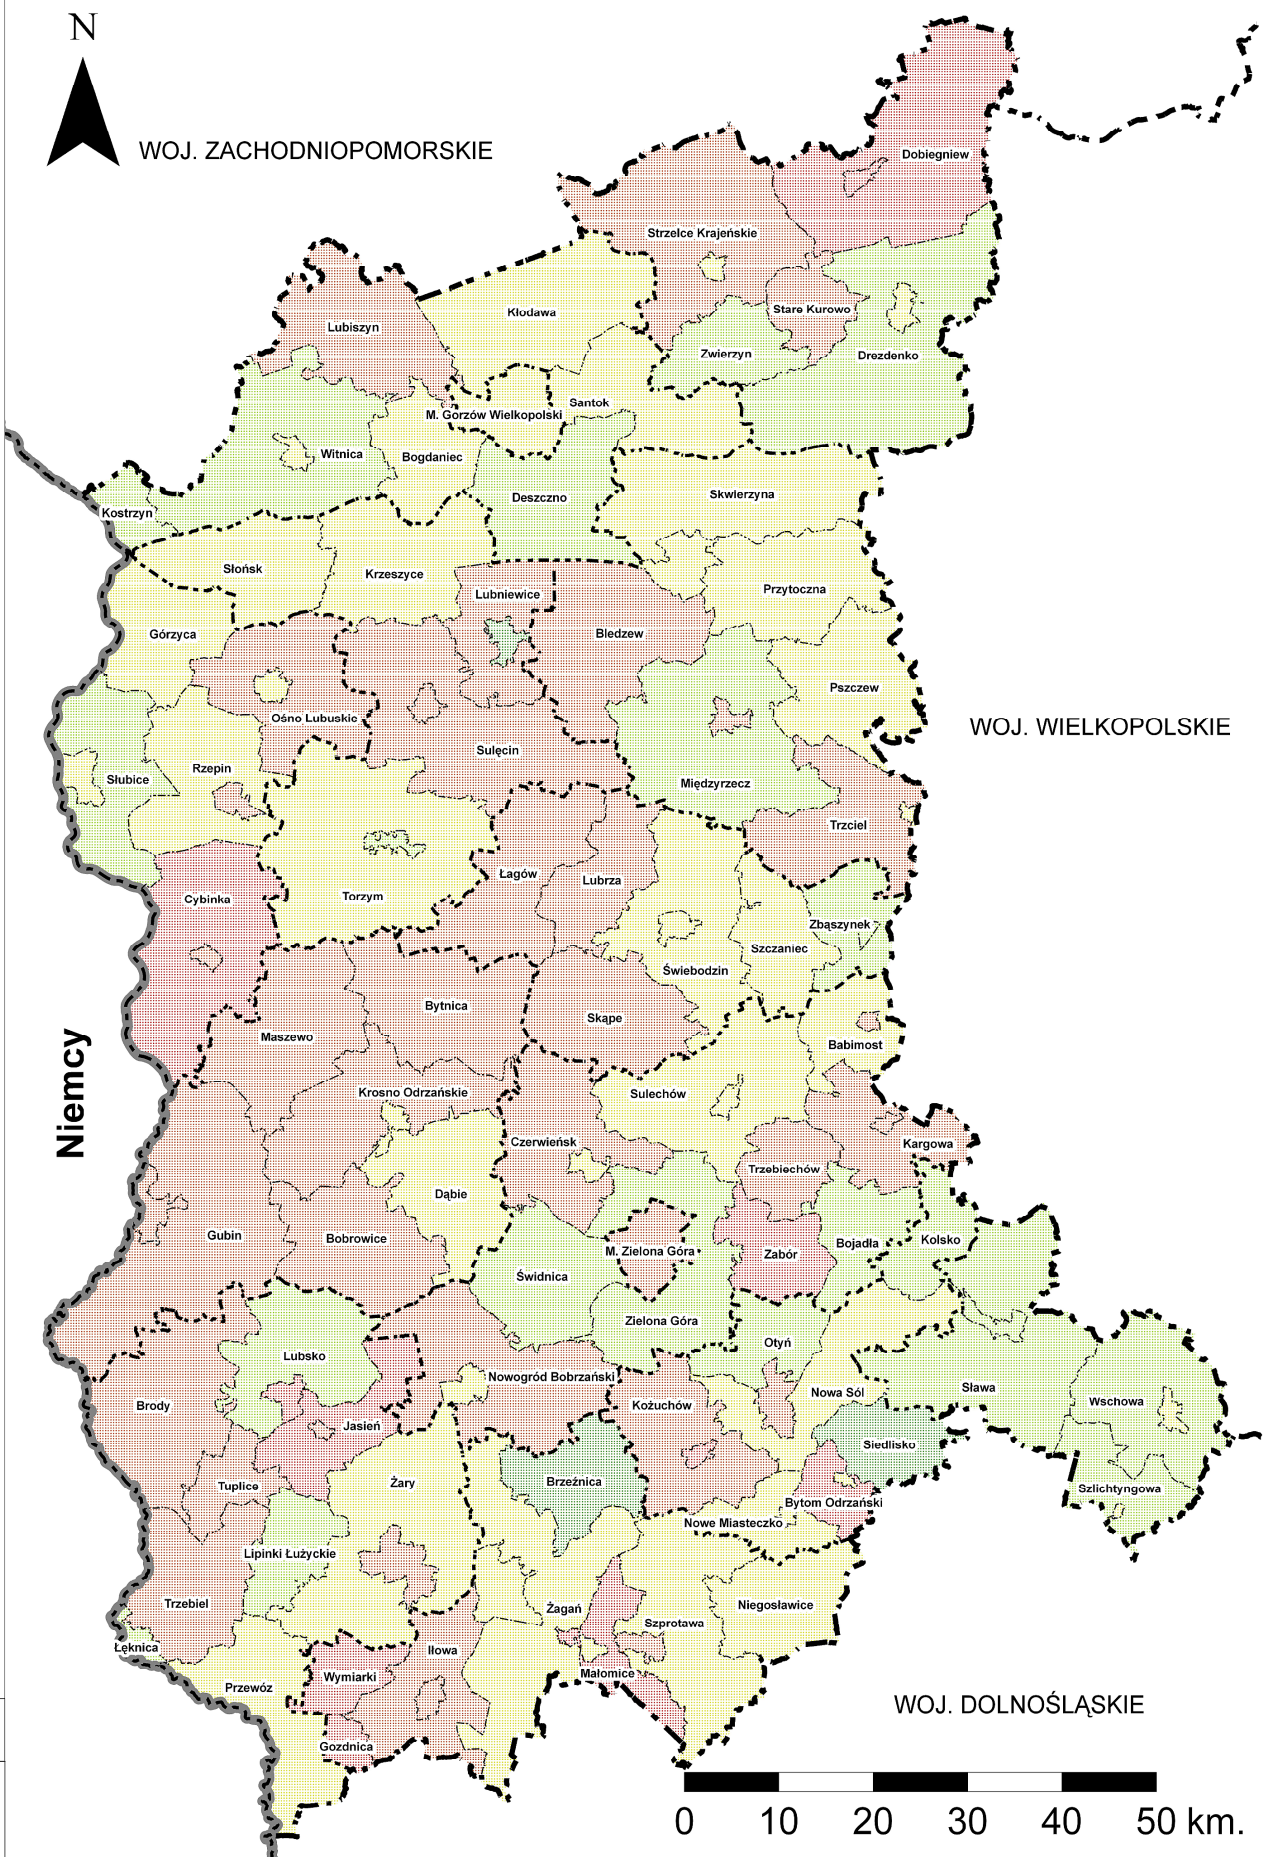 N
WOJ. ZACHODNIOPOMORSKIE
Dobiegniew
Strzelce Krajeńskie
Stare Kurowo
Kłodawa
Lubiszyn
Zwierzyn
Drezdenko
Santok
M. Gorzów Wielkopolski
Witnica
Bogdaniec
Skwierzyna
Deszczno
Kostrzyn
Słońsk
Krzeszyce
Przytoczna
Lubniewice
Górzyca
Bledzew
Pszczew
Ośno Lubuskie
WOJ. WIELKOPOLSKIE
Sulęcin
Rzepin
Słubice
Międzyrzecz
Trzciel
Łagów
Lubrza
Cybinka
Torzym
Zbąszynek
Szczaniec
Świebodzin
Bytnica
Skąpe
Maszewo
Babimost
Niemcy
Krosno Odrzańskie
Sulechów
Czerwieńsk
Kargowa
Trzebiechów
Dąbie
Gubin
Bobrowice
Kolsko
Bojadła
M. Zielona Góra
Zabór
Świdnica
Zielona Góra
Otyń
Lubsko
Nowogród Bobrzański
Sława
Nowa Sól
Wschowa
Brody
Kożuchów
Jasień
Siedlisko
Żary
Brzeźnica
Tuplice
Szlichtyngowa
Bytom Odrzański
Nowe Miasteczko
Lipinki Łużyckie
Trzebiel
Żagań
Niegosławice
Szprotawa
Łęknica
Iłowa
Małomice
Wymiarki
Przewóz
WOJ. DOLNOŚLĄSKIE
Gozdnica
0 10 20 30 40 50 km.